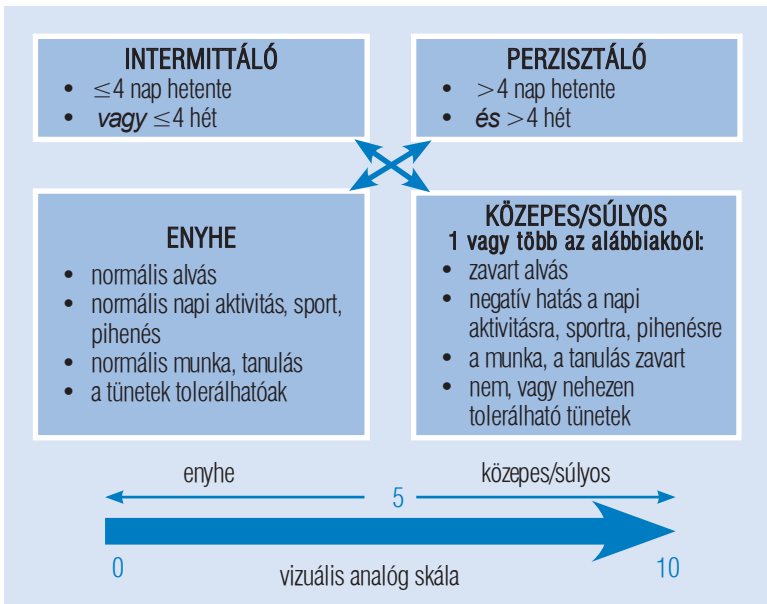 INTERMITTÁLÓ
• ≤4 nap hetente
• vagy ≤4 hét
PERZISZTÁLÓ
• >4 nap hetente
• és >4 hét
ENYHE
• normális alvás
• normális napi aktivitás, sport,
pihenés
• normális munka, tanulás
• a tünetek tolerálhatóak
KÖZEPES/SÚLYOS
1 vagy több az alábbiakból:
• zavart alvás
• negatív hatás a napi
aktivitásra, sportra, pihenésre
• a munka, a tanulás zavart
• nem, vagy nehezen
tolerálható tünetek
enyhe
közepes/súlyos
5
0
10
vizuális analóg skála